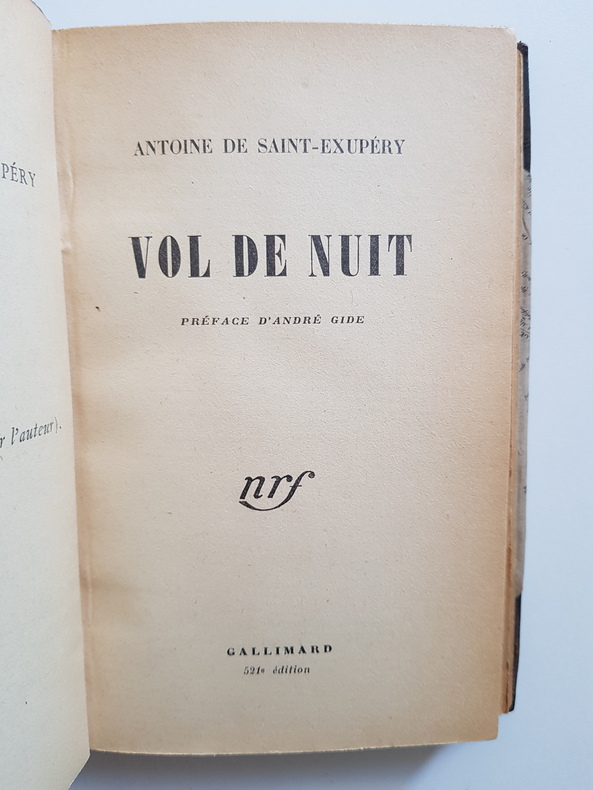 PÉRY
r l'auteur).
ANTOINE DE SAINT-EXUPÉRY
VOL DE NUIT
PRÉFACE D'ANDRÉ GIDE
nrf
GALLIMARD
521e édition